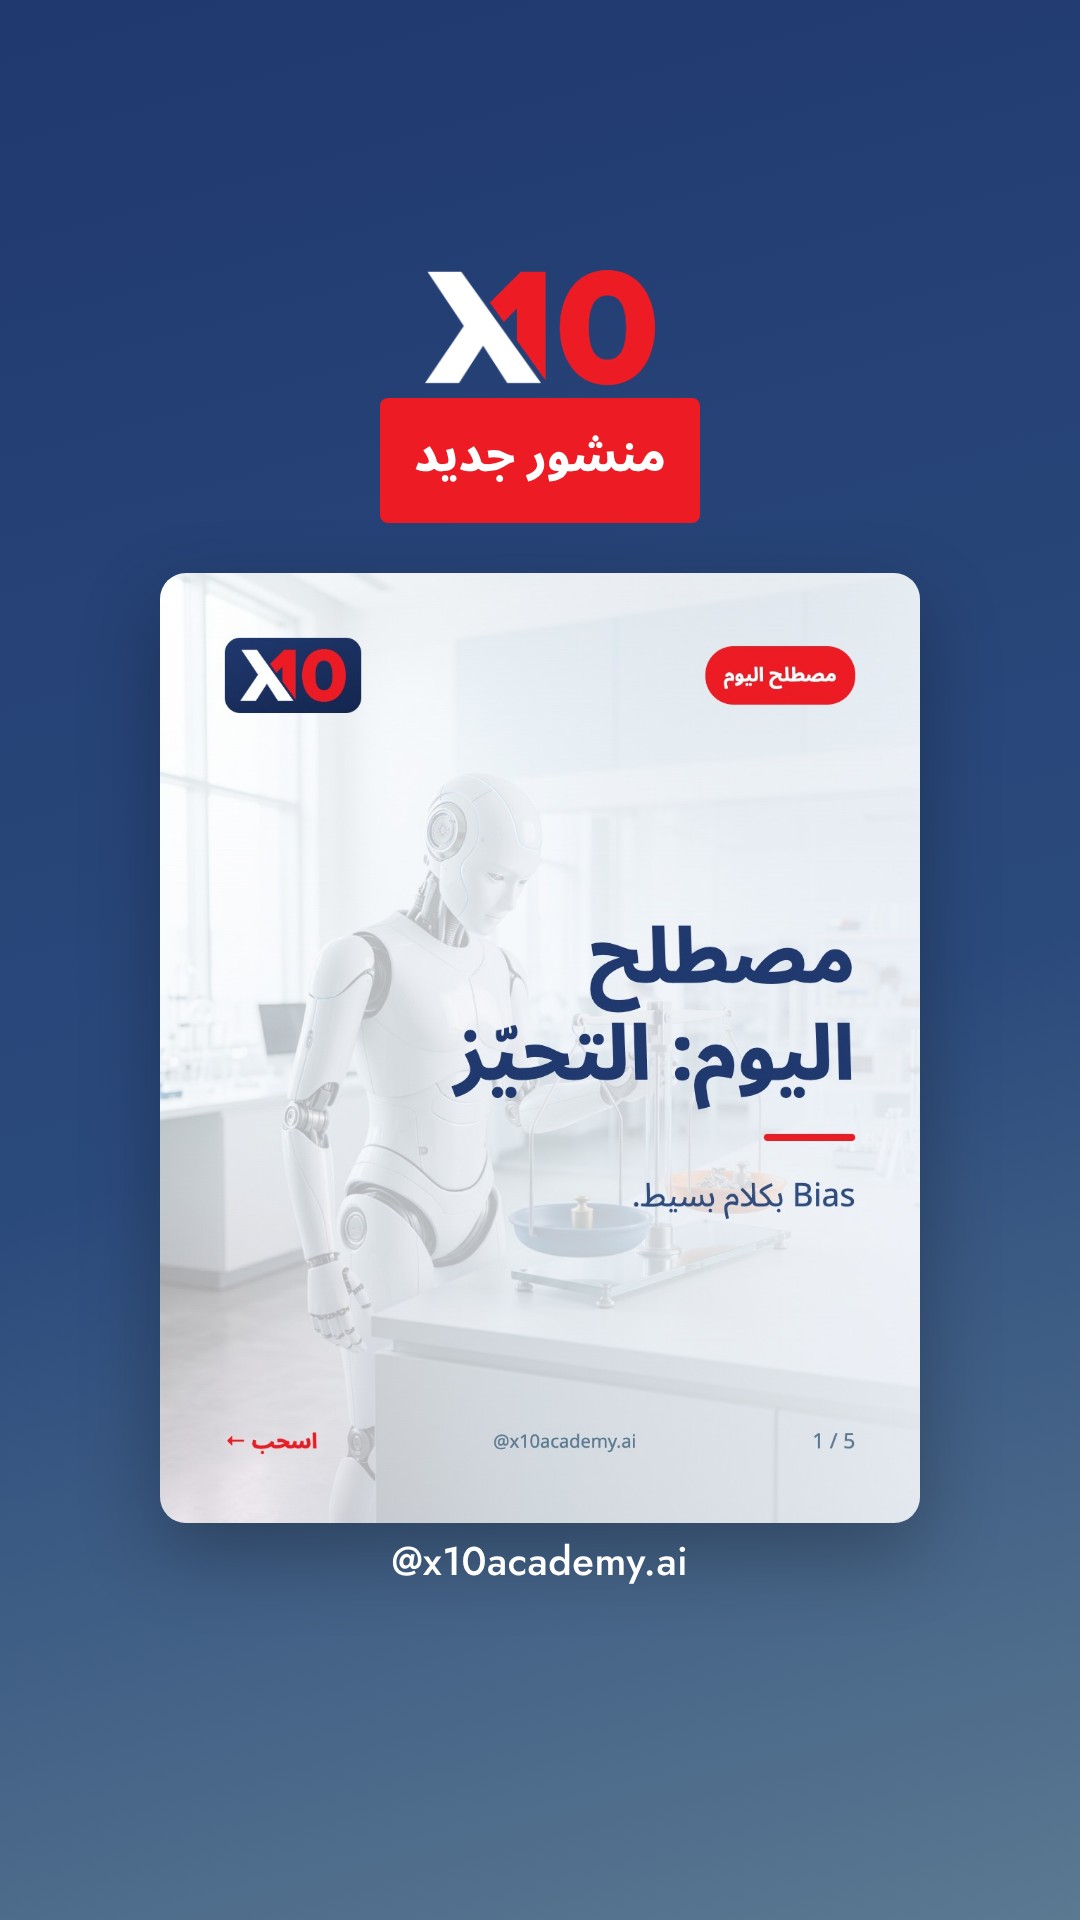 X10
منشور جديد
X10
مصطلح اليوم
مصطلح
اليوم: التحيّز
Bias بكلام بسيط.
1 / 5
@x10academy.ai
اسحب ←
@x10academy.ai